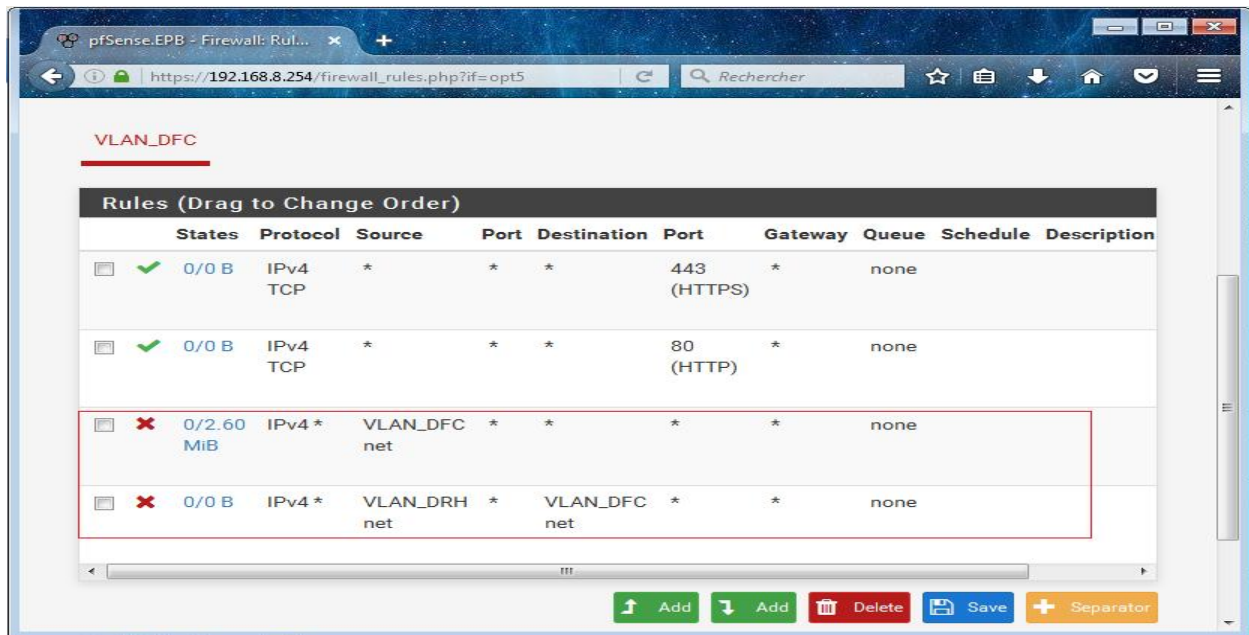 pfSense.EPB - Firewall: Rul...
https://192.168.8.254/firewall_rules.php?if=opt5
Rechercher
VLAN_DFC
Rules (Drag to Change Order)
States Protocol Source Port Destination Port Gateway Queue Schedule Description
0/0 B IPv4 * * * 443 * none
TCP (HTTPS)
0/0 B IPv4 * * * 80 * none
TCP (HTTP)
0/2.60 IPv4 * VLAN_DFC * * * * none
MiB net
0/0 B IPv4 * VLAN_DRH * VLAN_DFC * * none
net net
Add Add Delete Save Separator